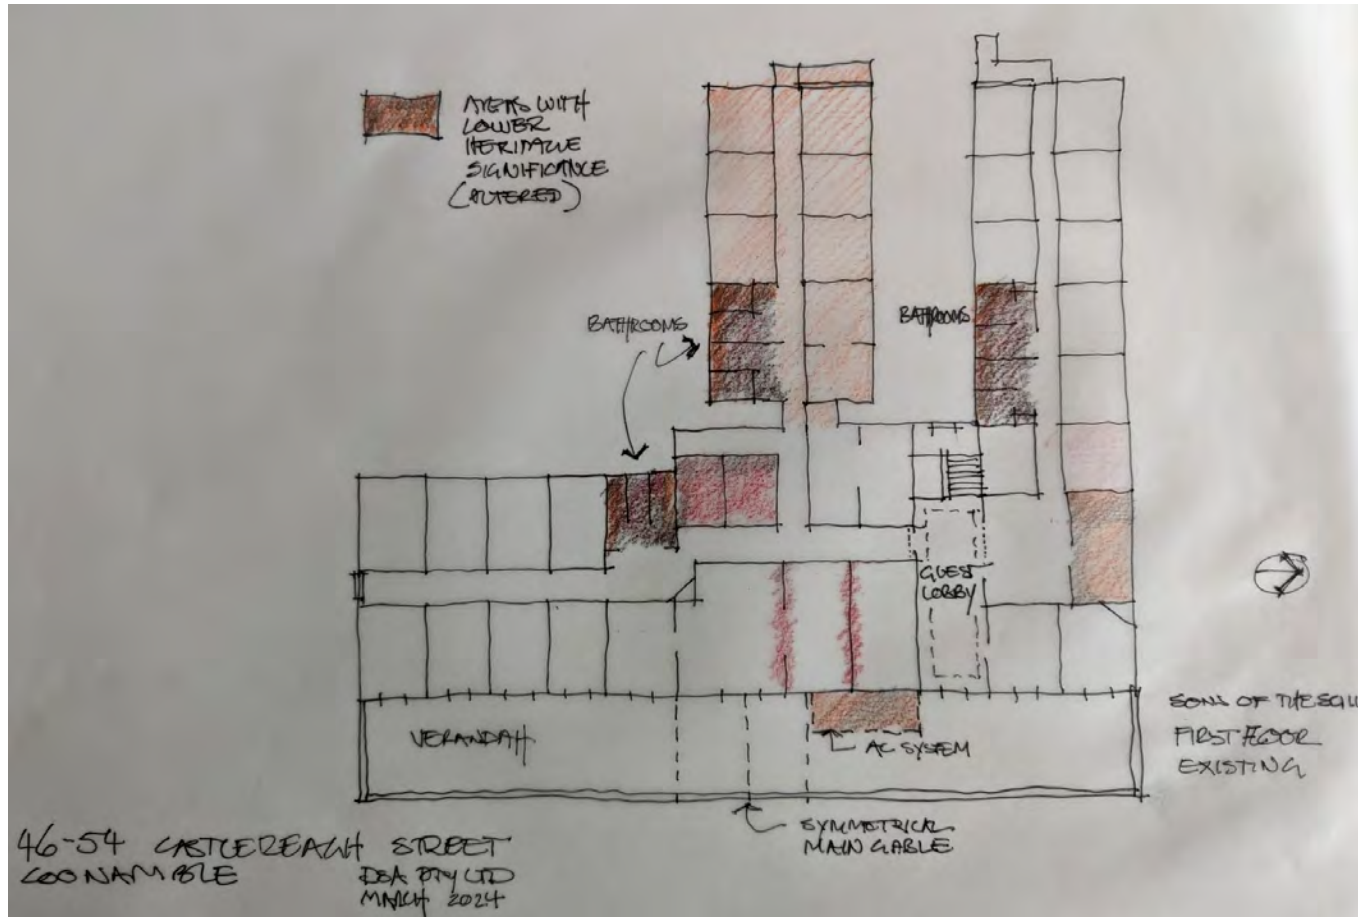 AREAS WITH
LOWER
HERITAGE
SIGNIFICANCE
(ALTERED)
BATHROOMS
BATHROOMS
GUEST
LOBBY
VERANDAH
AC SYSTEM
SYMMETRICAL
MAIN GABLE
SONS OF THE SOIL
FIRST FLOOR
EXISTING
46-54 CASTLEREAGH STREET
COONAMBLE
DSA PTY LTD
MARCH 2024